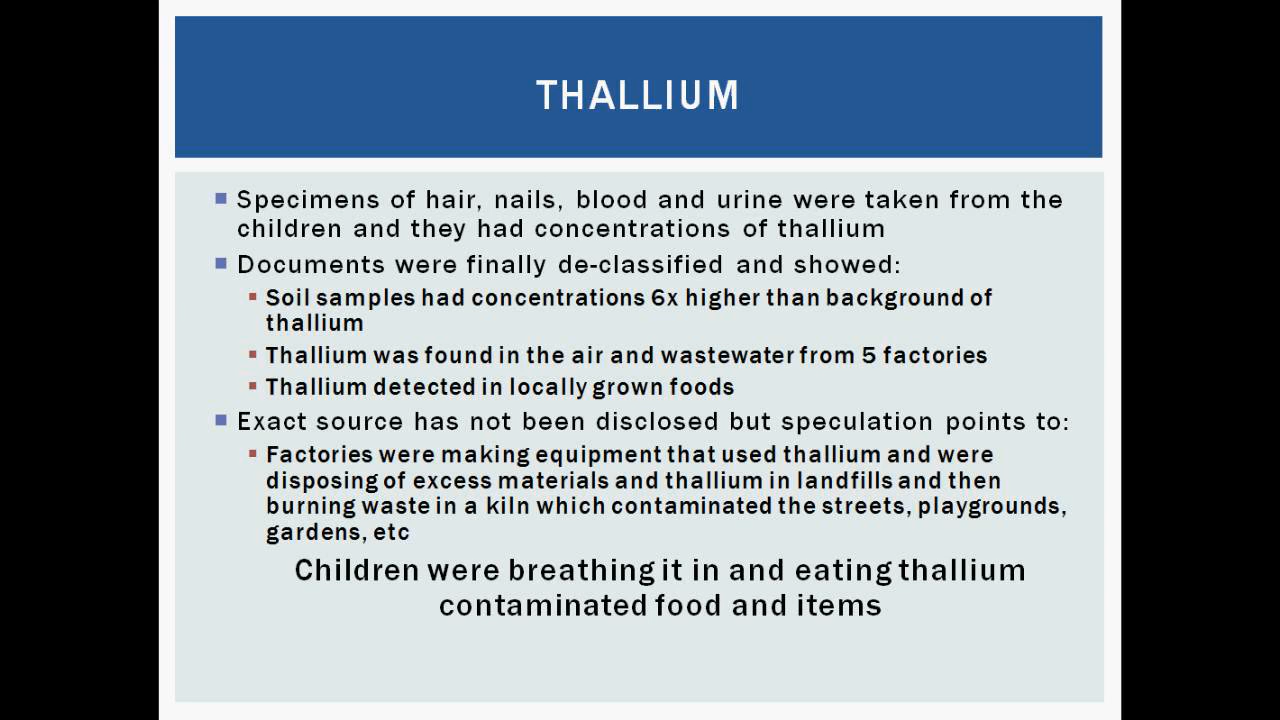 THALLIUM
Specimens of hair, nails, blood and urine were taken from the
children and they had concentrations of thallium
Documents were finally de-classified and showed:
Soil samples had concentrations 6x higher than background of
thallium
Thallium was found in the air and wastewater from 5 factories
Thallium detected in locally grown foods
Exact source has not been disclosed but speculation points to:
Factories were making equipment that used thallium and were
disposing of excess materials and thallium in landfills and then
burning waste in a kiln which contaminated the streets, playgrounds,
gardens, etc
Children were breathing it in and eating thallium
contaminated food and items